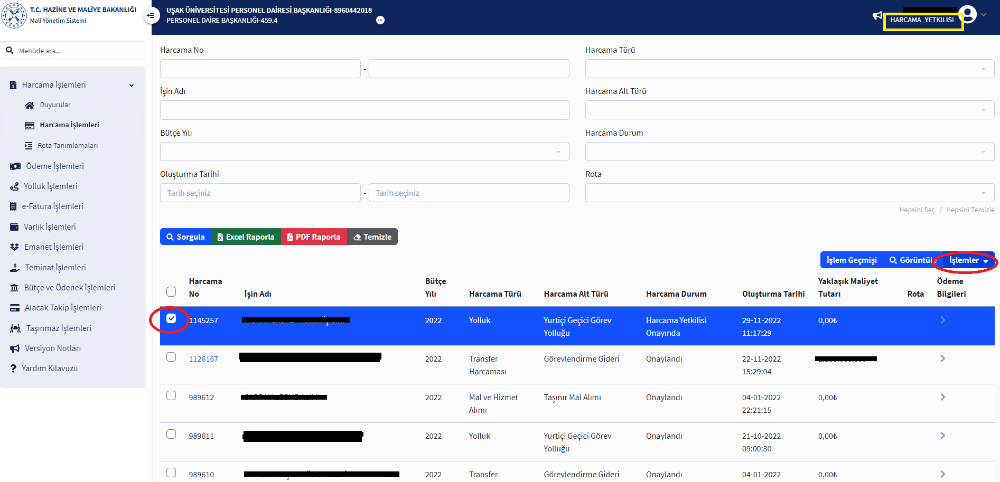 T.C. HAZİNE VE MALİYE BAKANLIĞI
Mali Yönetim Sistemi
UŞAK ÜNİVERSİTESİ PERSONEL DAİRESİ BAŞKANLIĞI-8960442018
PERSONEL DAİRE BAŞKANLIĞI-459.4
HARCAMA_YETKILISI
Menüde ara...
Harcama İşlemleri
Duyurular
Harcama İşlemleri
Rota Tanımlamaları
Ödeme İşlemleri
Yolluk İşlemleri
e-Fatura İşlemleri
Varlık İşlemleri
Emanet İşlemleri
Teminat İşlemleri
Bütçe ve Ödenek İşlemleri
Alacak Takip İşlemleri
Taşınmaz İşlemleri
Versiyon Notları
Yardım Kılavuzu
Harcama No
Harcama Türü
-
İşin Adı
Harcama Alt Türü
Bütçe Yılı
Harcama Durum
Oluşturma Tarihi
Rota
Tarih seçiniz - Tarih seçiniz
Hepsini Seç / Hepsini Temizle
Sorgula Excel Raporla PDF Raporla Temizle
İşlem Geçmişi Görüntüle İşlemler
Harcama No İşin Adı Bütçe Yılı Harcama Türü Harcama Alt Türü Harcama Durum Oluşturma Tarihi Yaklaşık Maliyet Tutarı Rota Ödeme Bilgileri
1145257 2022 Yolluk Yurtiçi Geçici Görev Yolluğu Harcama Yetkilisi Onayında 29-11-2022 11:17:29 0,00₺
1126167 2022 Transfer Harcaması Görevlendirme Gideri Onaylandı 22-11-2022 15:29:04
989612 2022 Mal ve Hizmet Alımı Taşınır Mal Alımı Onaylandı 04-01-2022 22:21:15 0,00₺
989611 2022 Yolluk Yurtiçi Geçici Görev Yolluğu Onaylandı 21-10-2022 09:00:30 0,00₺
989610 2022 Transfer Görevlendirme Gideri Onaylandı 04-01-2022 0,00₺